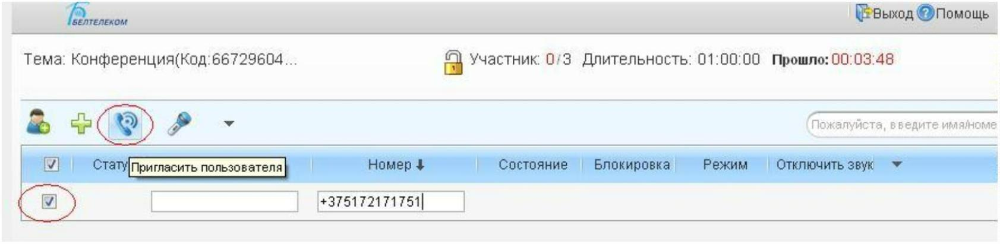 БЕЛТЕЛЕКОМ
Выход Помощь
Тема: Конференция(Код:66729604... Участник: 0/3 Длительность: 01:00:00 Прошло: 00:03:48
Пожалуйста, введите имя/номе
Стату Номер Состояние Блокировка Режим Отключить звук
Пригласить пользователя
+375172171751